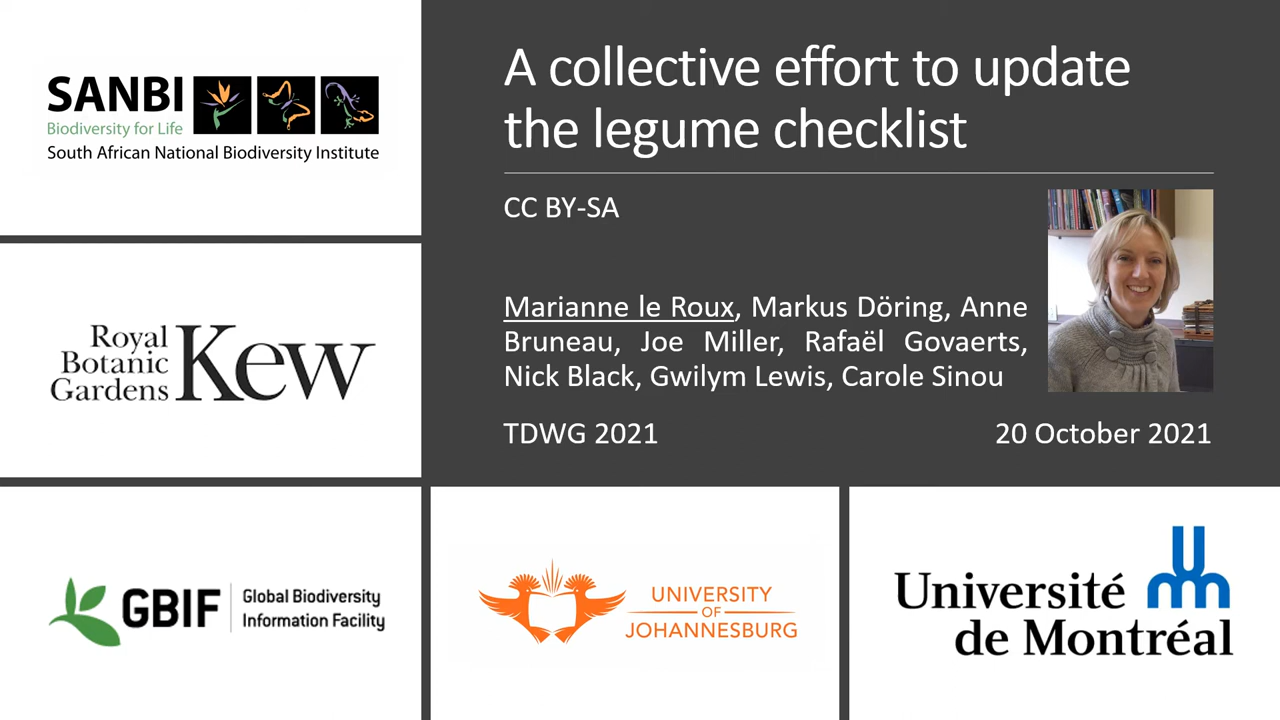 SANBI
Biodiversity for Life
South African National Biodiversity Institute
A collective effort to update
the legume checklist
CC BY-SA
Marianne le Roux, Markus Döring, Anne
Bruneau, Joe Miller, Rafaël Govaerts,
Nick Black, Gwilym Lewis, Carole Sinou
TDWG 2021
20 October 2021
Royal
Botanic
Gardens
Kew
GBIF
Global Biodiversity
Information Facility
UNIVERSITY
OF
JOHANNESBURG
Université
de Montréal